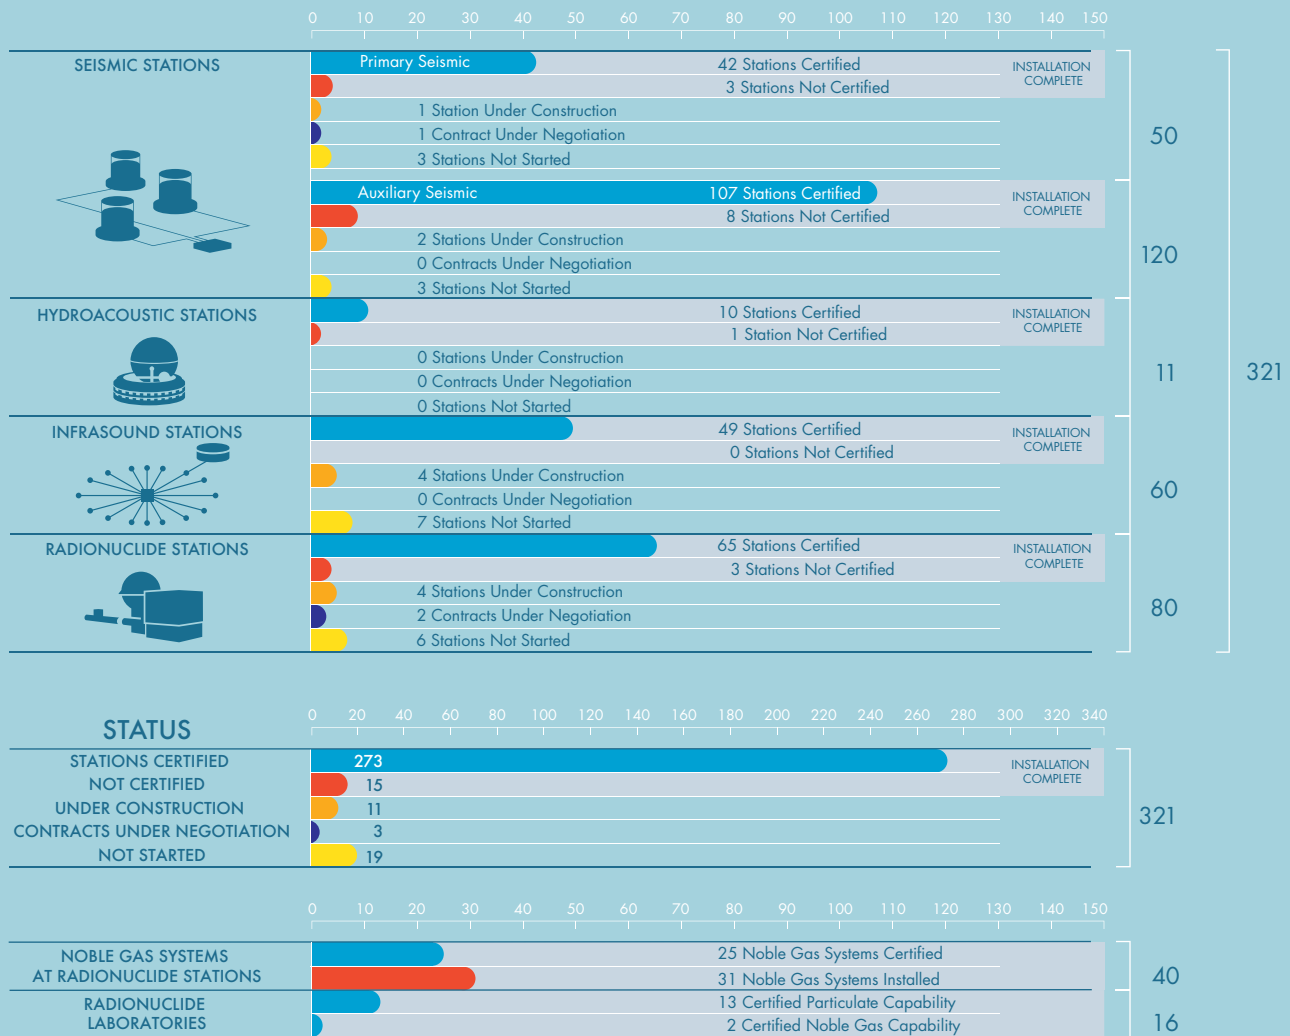 0 10 20 30 40 50 60 70 80 90 100 110 130 140 150
SEISMIC STATIONS
Primary Seismic
42 Stations Certified
3 Stations Not Certified
INSTALLATION
COMPLETE
1 Station Under Construction
1 Contract Under Negotiation
3 Stations Not Started
50
Auxiliary Seismic
107 Stations Certified
8 Stations Not Certified
INSTALLATION
COMPLETE
2 Stations Under Construction
0 Contracts Under Negotiation
3 Stations Not Started
120
HYDROACOUSTIC STATIONS
10 Stations Certified
1 Station Not Certified
INSTALLATION
COMPLETE
0 Stations Under Construction
0 Contracts Under Negotiation
0 Stations Not Started
11
321
INFRASOUND STATIONS
49 Stations Certified
0 Stations Not Certified
INSTALLATION
COMPLETE
4 Stations Under Construction
0 Contracts Under Negotiation
7 Stations Not Started
60
RADIONUCLIDE STATIONS
65 Stations Certified
3 Stations Not Certified
INSTALLATION
COMPLETE
4 Stations Under Construction
2 Contracts Under Negotiation
6 Stations Not Started
80
STATUS
0 20 40 60 80 100 120 140 160 180 200 220 240 260 280 300 320 340
STATIONS CERTIFIED 273
NOT CERTIFIED 15
INSTALLATION
COMPLETE
UNDER CONSTRUCTION 11
CONTRACTS UNDER NEGOTIATION 3
NOT STARTED 19
321
0 10 20 30 40 50 60 70 80 90 100 110 130 140 150
NOBLE GAS SYSTEMS
AT RADIONUCLIDE STATIONS
25 Noble Gas Systems Certified
31 Noble Gas Systems Installed
40
RADIONUCLIDE
LABORATORIES
13 Certified Particulate Capability
2 Certified Noble Gas Capability
16